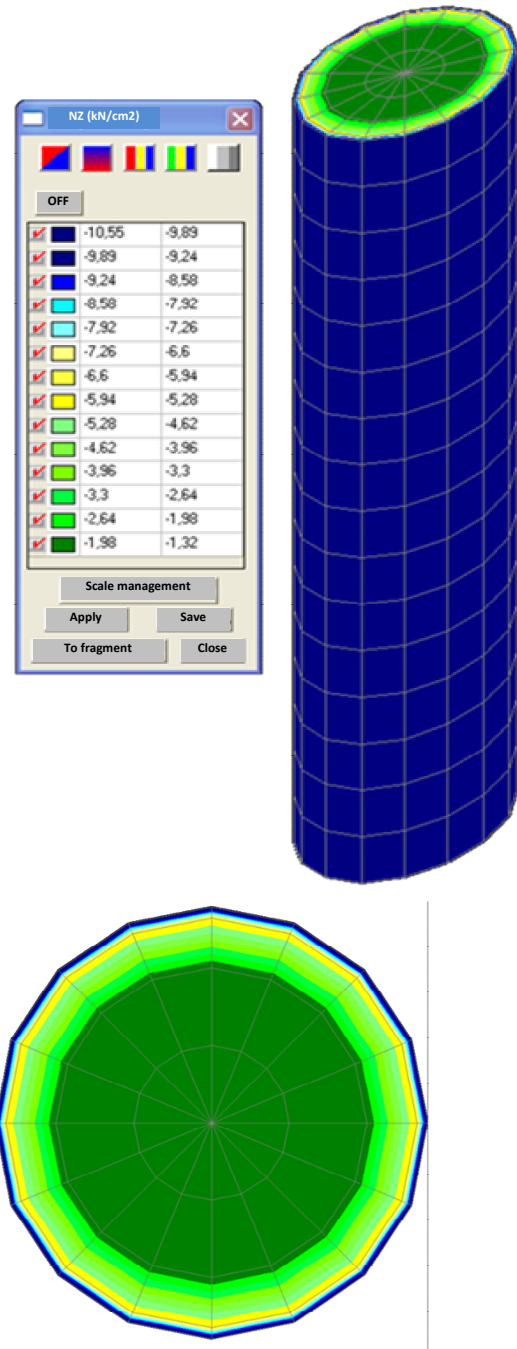 NZ (kN/cm2)
OFF
-10,55 -9,89
-9,89 -9,24
-9,24 -8,58
-8,58 -7,92
-7,92 -7,26
-7,26 -6,6
-6,6 -5,94
-5,94 -5,28
-5,28 -4,62
-4,62 -3,96
-3,96 -3,3
-3,3 -2,64
-2,64 -1,98
-1,98 -1,32
Scale management
Apply Save
To fragment Close